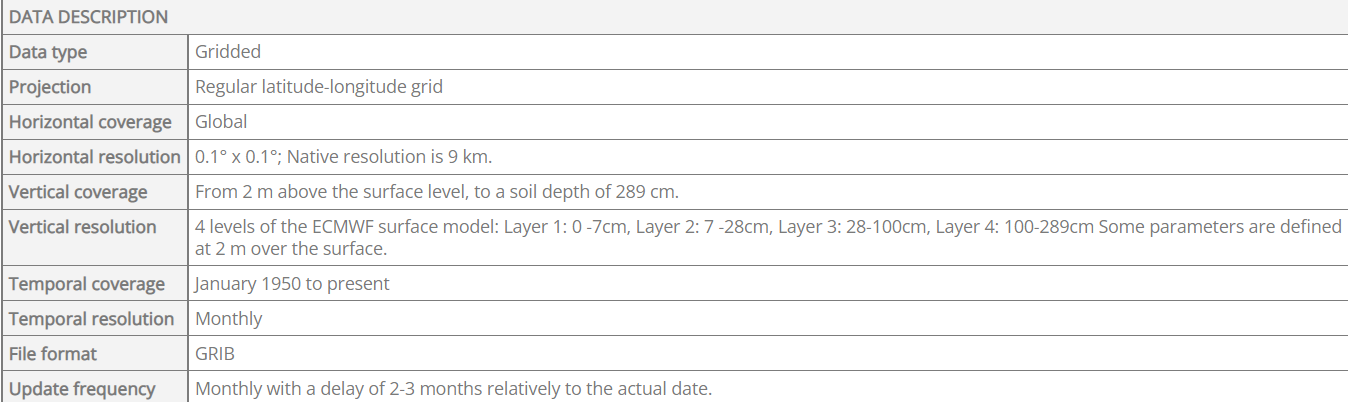 DATA DESCRIPTION
Data type Gridded
Projection Regular latitude-longitude grid
Horizontal coverage Global
Horizontal resolution 0.1° x 0.1°; Native resolution is 9 km.
Vertical coverage From 2 m above the surface level, to a soil depth of 289 cm.
Vertical resolution 4 levels of the ECMWF surface model: Layer 1: 0 -7cm, Layer 2: 7 -28cm, Layer 3: 28-100cm, Layer 4: 100-289cm Some parameters are defined
at 2 m over the surface.
Temporal coverage January 1950 to present
Temporal resolution Monthly
File format GRIB
Update frequency Monthly with a delay of 2-3 months relatively to the actual date.